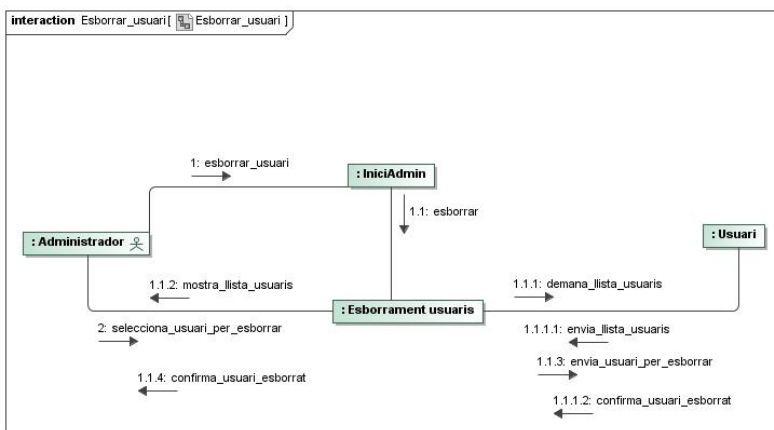 interaction Esborrar_usuari[ Esborrar_usuari ]
1: esborrar_usuari
: IniciAdmin
1.1: esborrar
: Administrador
: Usuari
1.1.2: mostra_llista_usuaris
1.1.1: demana_llista_usuaris
: Esborrament usuaris
2: selecciona_usuari_per_esborrar
1.1.1.1: envia_llista_usuaris
1.1.3: envia_usuari_per_esborrar
1.1.4: confirma_usuari_esborrat
1.1.1.2: confirma_usuari_esborrat